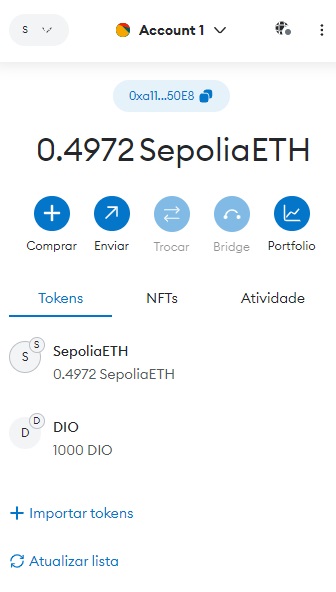 S
Account 1
0xa11...50E8
0.4972 SepoliaETH
Comprar Enviar Trocar Bridge Portfolio
Tokens NFTs Atividade
S S
SepoliaETH
0.4972 SepoliaETH
D D
DIO
1000 DIO
Importar tokens
Atualizar lista